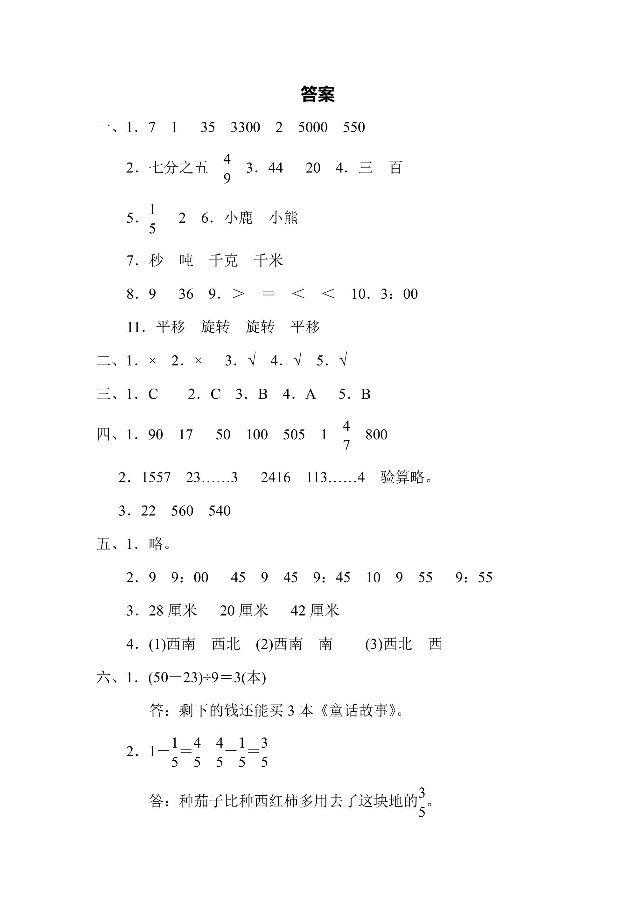 答案
一、1．7 1 35 3300 2 5000 550
2．七分之五 4/9 3．44 20 4．三 百
5．1/5 2 6．小鹿 小熊
7．秒 吨 千克 千米
8．9 36 9．＞ ＝ ＜ ＜ 10．3：00
11．平移 旋转 旋转 平移
二、1．× 2．× 3．√ 4．√ 5．√
三、1．C 2．C 3．B 4．A 5．B
四、1．90 17 50 100 505 1 4/7 800
2．1557 23……3 2416 113……4 验算略。
3．22 560 540
五、1．略。
2．9 9：00 45 9 45 9：45 10 9 55 9：55
3．28厘米 20厘米 42厘米
4．(1)西南 西北 (2)西南 南 (3)西北 西
六、1．(50－23)÷9＝3(本)
答：剩下的钱还能买3本《童话故事》。
2．1－1/5＝4/5 4/5－1/5＝3/5
答：种茄子比种西红柿多用去了这块地的3/5。